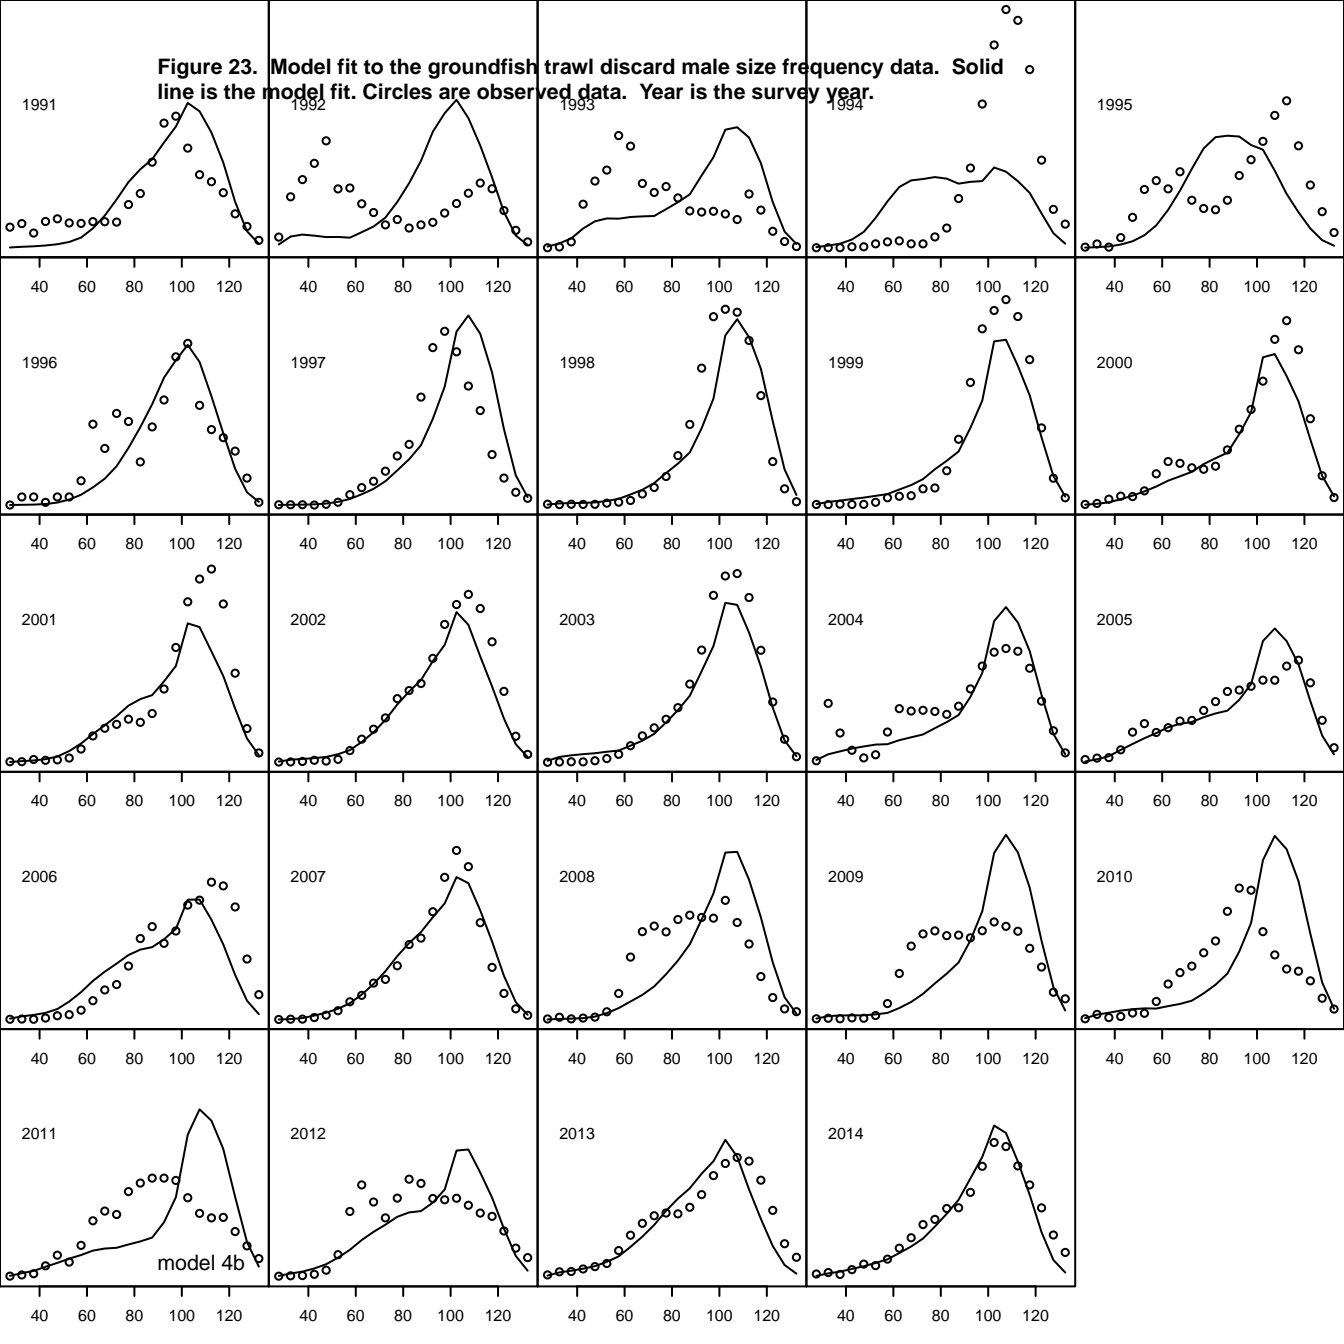 Figure 23.  Model fit to the groundfish trawl discard male size frequency data.  Solid
line is the model fit. Circles are observed data.  Year is the survey year.
1991 1992 1993 1994 1995
40 60 80 100 120 40 60 80 100 120 40 60 80 100 120 40 60 80 100 120 40 60 80 100 120
1996 1997 1998 1999 2000
40 60 80 100 120 40 60 80 100 120 40 60 80 100 120 40 60 80 100 120 40 60 80 100 120
2001 2002 2003 2004 2005
40 60 80 100 120 40 60 80 100 120 40 60 80 100 120 40 60 80 100 120 40 60 80 100 120
2006 2007 2008 2009 2010
40 60 80 100 120 40 60 80 100 120 40 60 80 100 120 40 60 80 100 120 40 60 80 100 120
2011 2012 2013 2014
model 4b
40 60 80 100 120 40 60 80 100 120 40 60 80 100 120 40 60 80 100 120